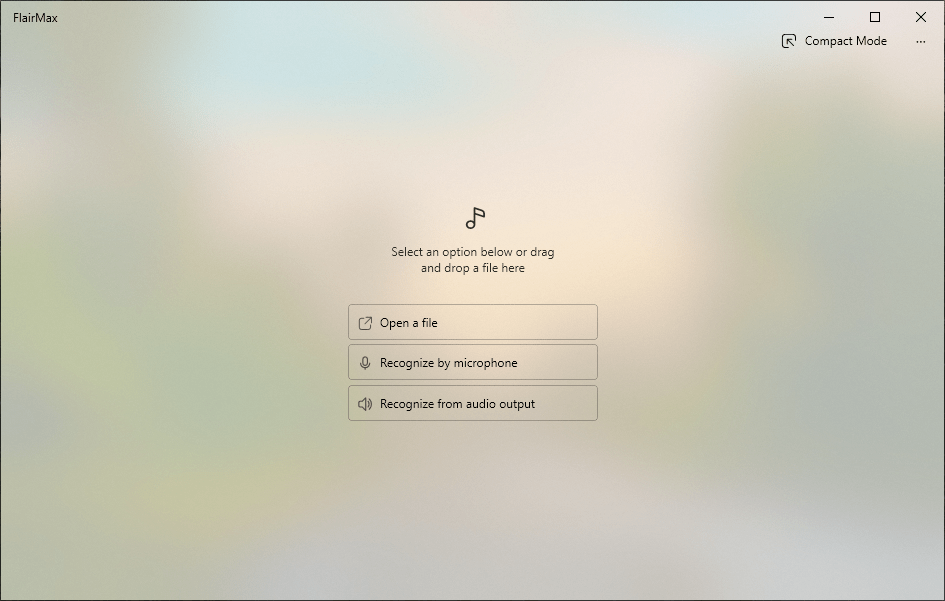 FlairMax
Compact Mode
...
Select an option below or drag
and drop a file here
Open a file
Recognize by microphone
Recognize from audio output